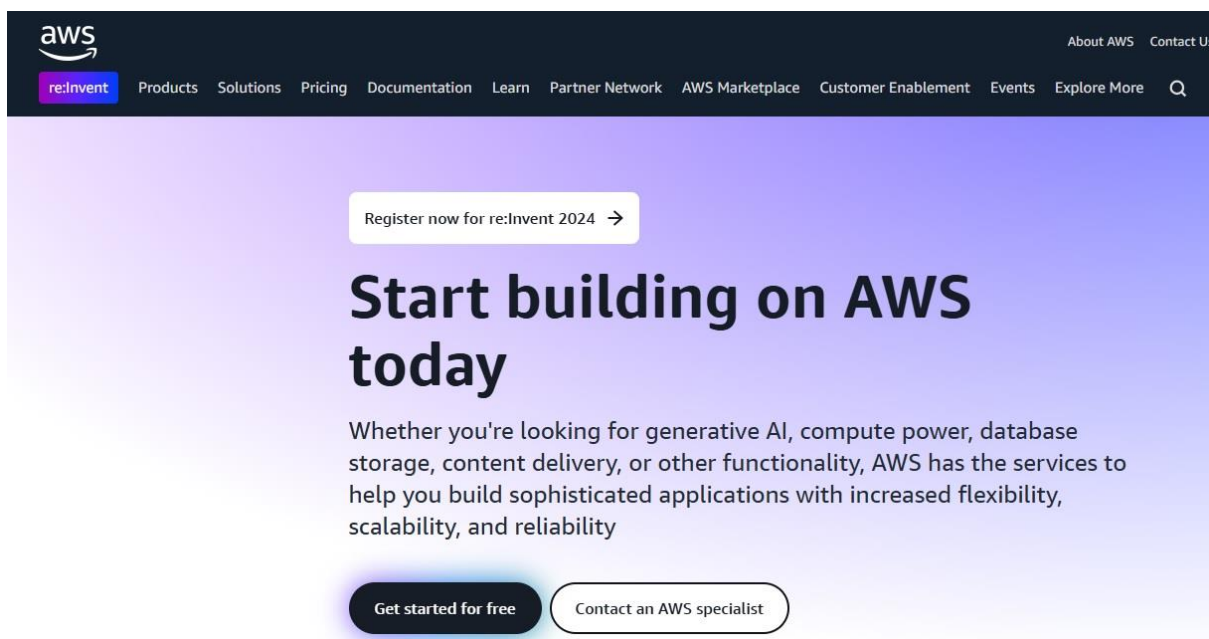 aws
About AWS Contact Us
re:Invent Products Solutions Pricing Documentation Learn Partner Network AWS Marketplace Customer Enablement Events Explore More
Register now for re:Invent 2024 →
Start building on AWS
today
Whether you're looking for generative AI, compute power, database
storage, content delivery, or other functionality, AWS has the services to
help you build sophisticated applications with increased flexibility,
scalability, and reliability
Get started for free Contact an AWS specialist